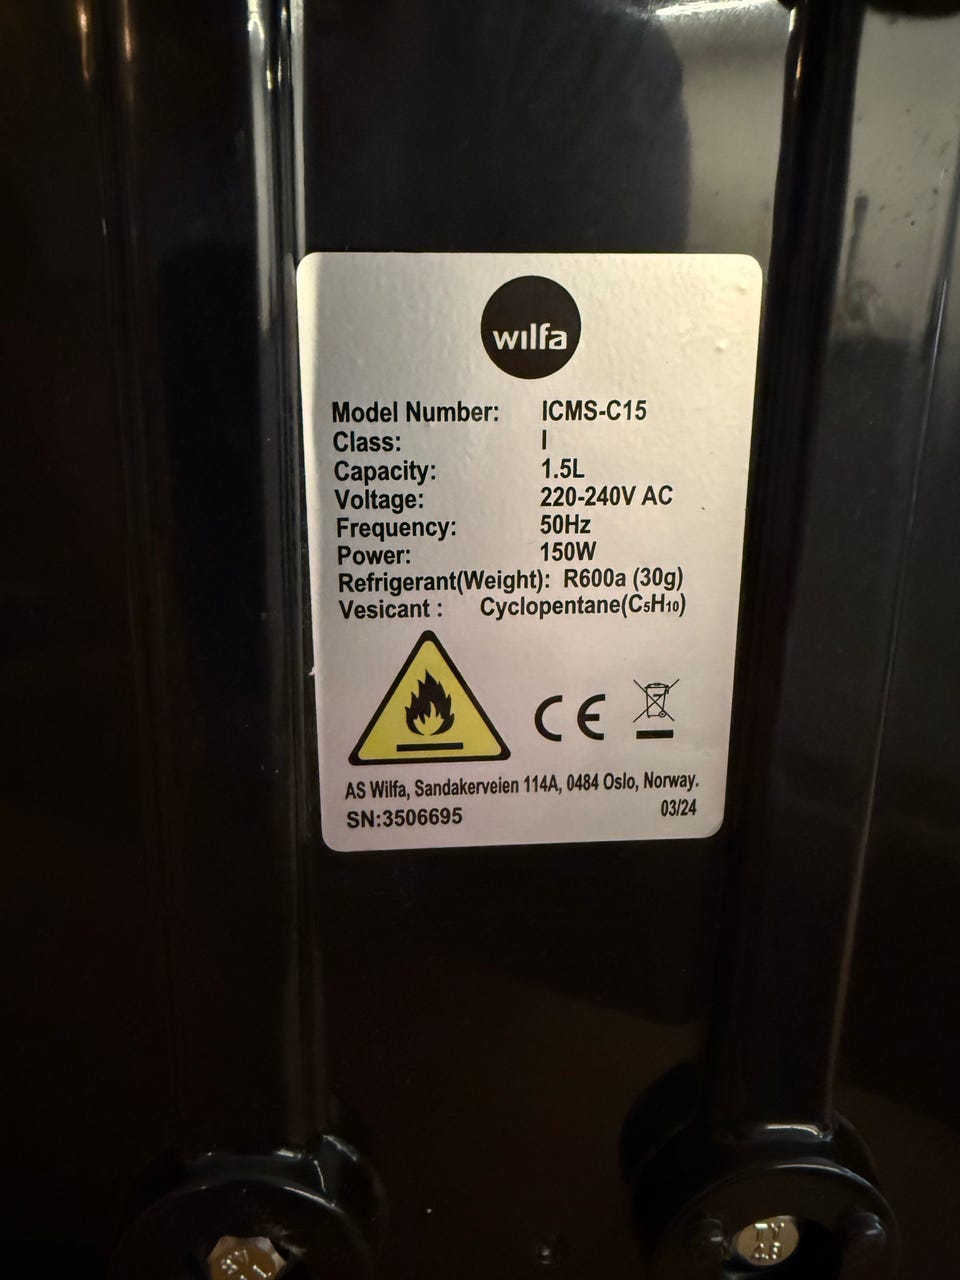 wilfa
Model Number: ICMS-C15
Class: I
Capacity: 1.5L
Voltage: 220-240V AC
Frequency: 50Hz
Power: 150W
Refrigerant(Weight): R600a (30g)
Vesicant : Cyclopentane(C₅H₁₀)
CE
AS Wilfa, Sandakerveien 114A, 0484 Oslo, Norway.
SN:3506695 03/24